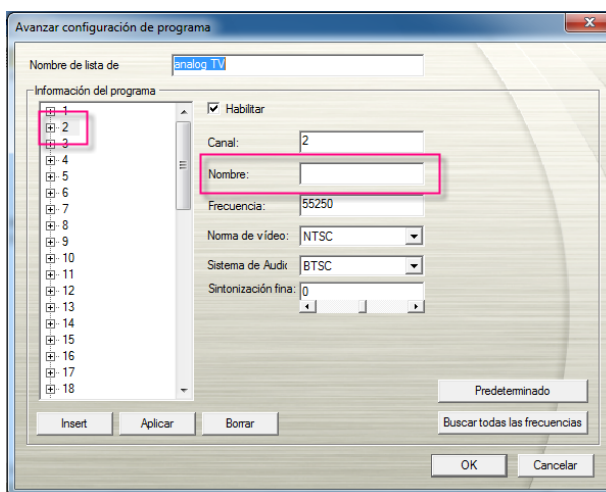 Avanzar configuración de programa
Nombre de lista de analog TV
Información del programa
1
2
3
4
5
6
7
8
9
10
11
12
13
14
15
16
17
18
Habilitar
Canal: 2
Nombre:
Frecuencia: 55250
Norma de vídeo: NTSC
Sistema de Audic BTSC
Sintonización fina: 0
Predeterminado
Insert Aplicar Borrar Buscar todas las frecuencias
OK Cancelar